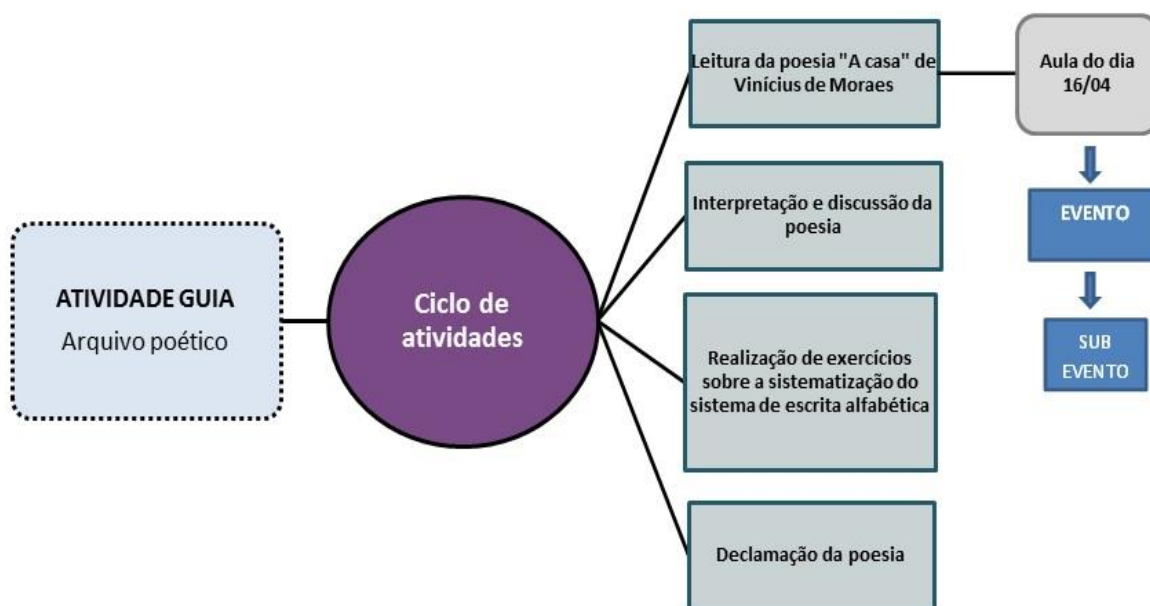 ATIVIDADE GUIA
Arquivo poético
Ciclo de
atividades
Leitura da poesia "A casa" de
Vinícius de Moraes
Interpretação e discussão da
poesia
Realização de exercícios
sobre a sistematização do
sistema de escrita alfabética
Declamação da poesia
Aula do dia
16/04
EVENTO
SUB
EVENTO